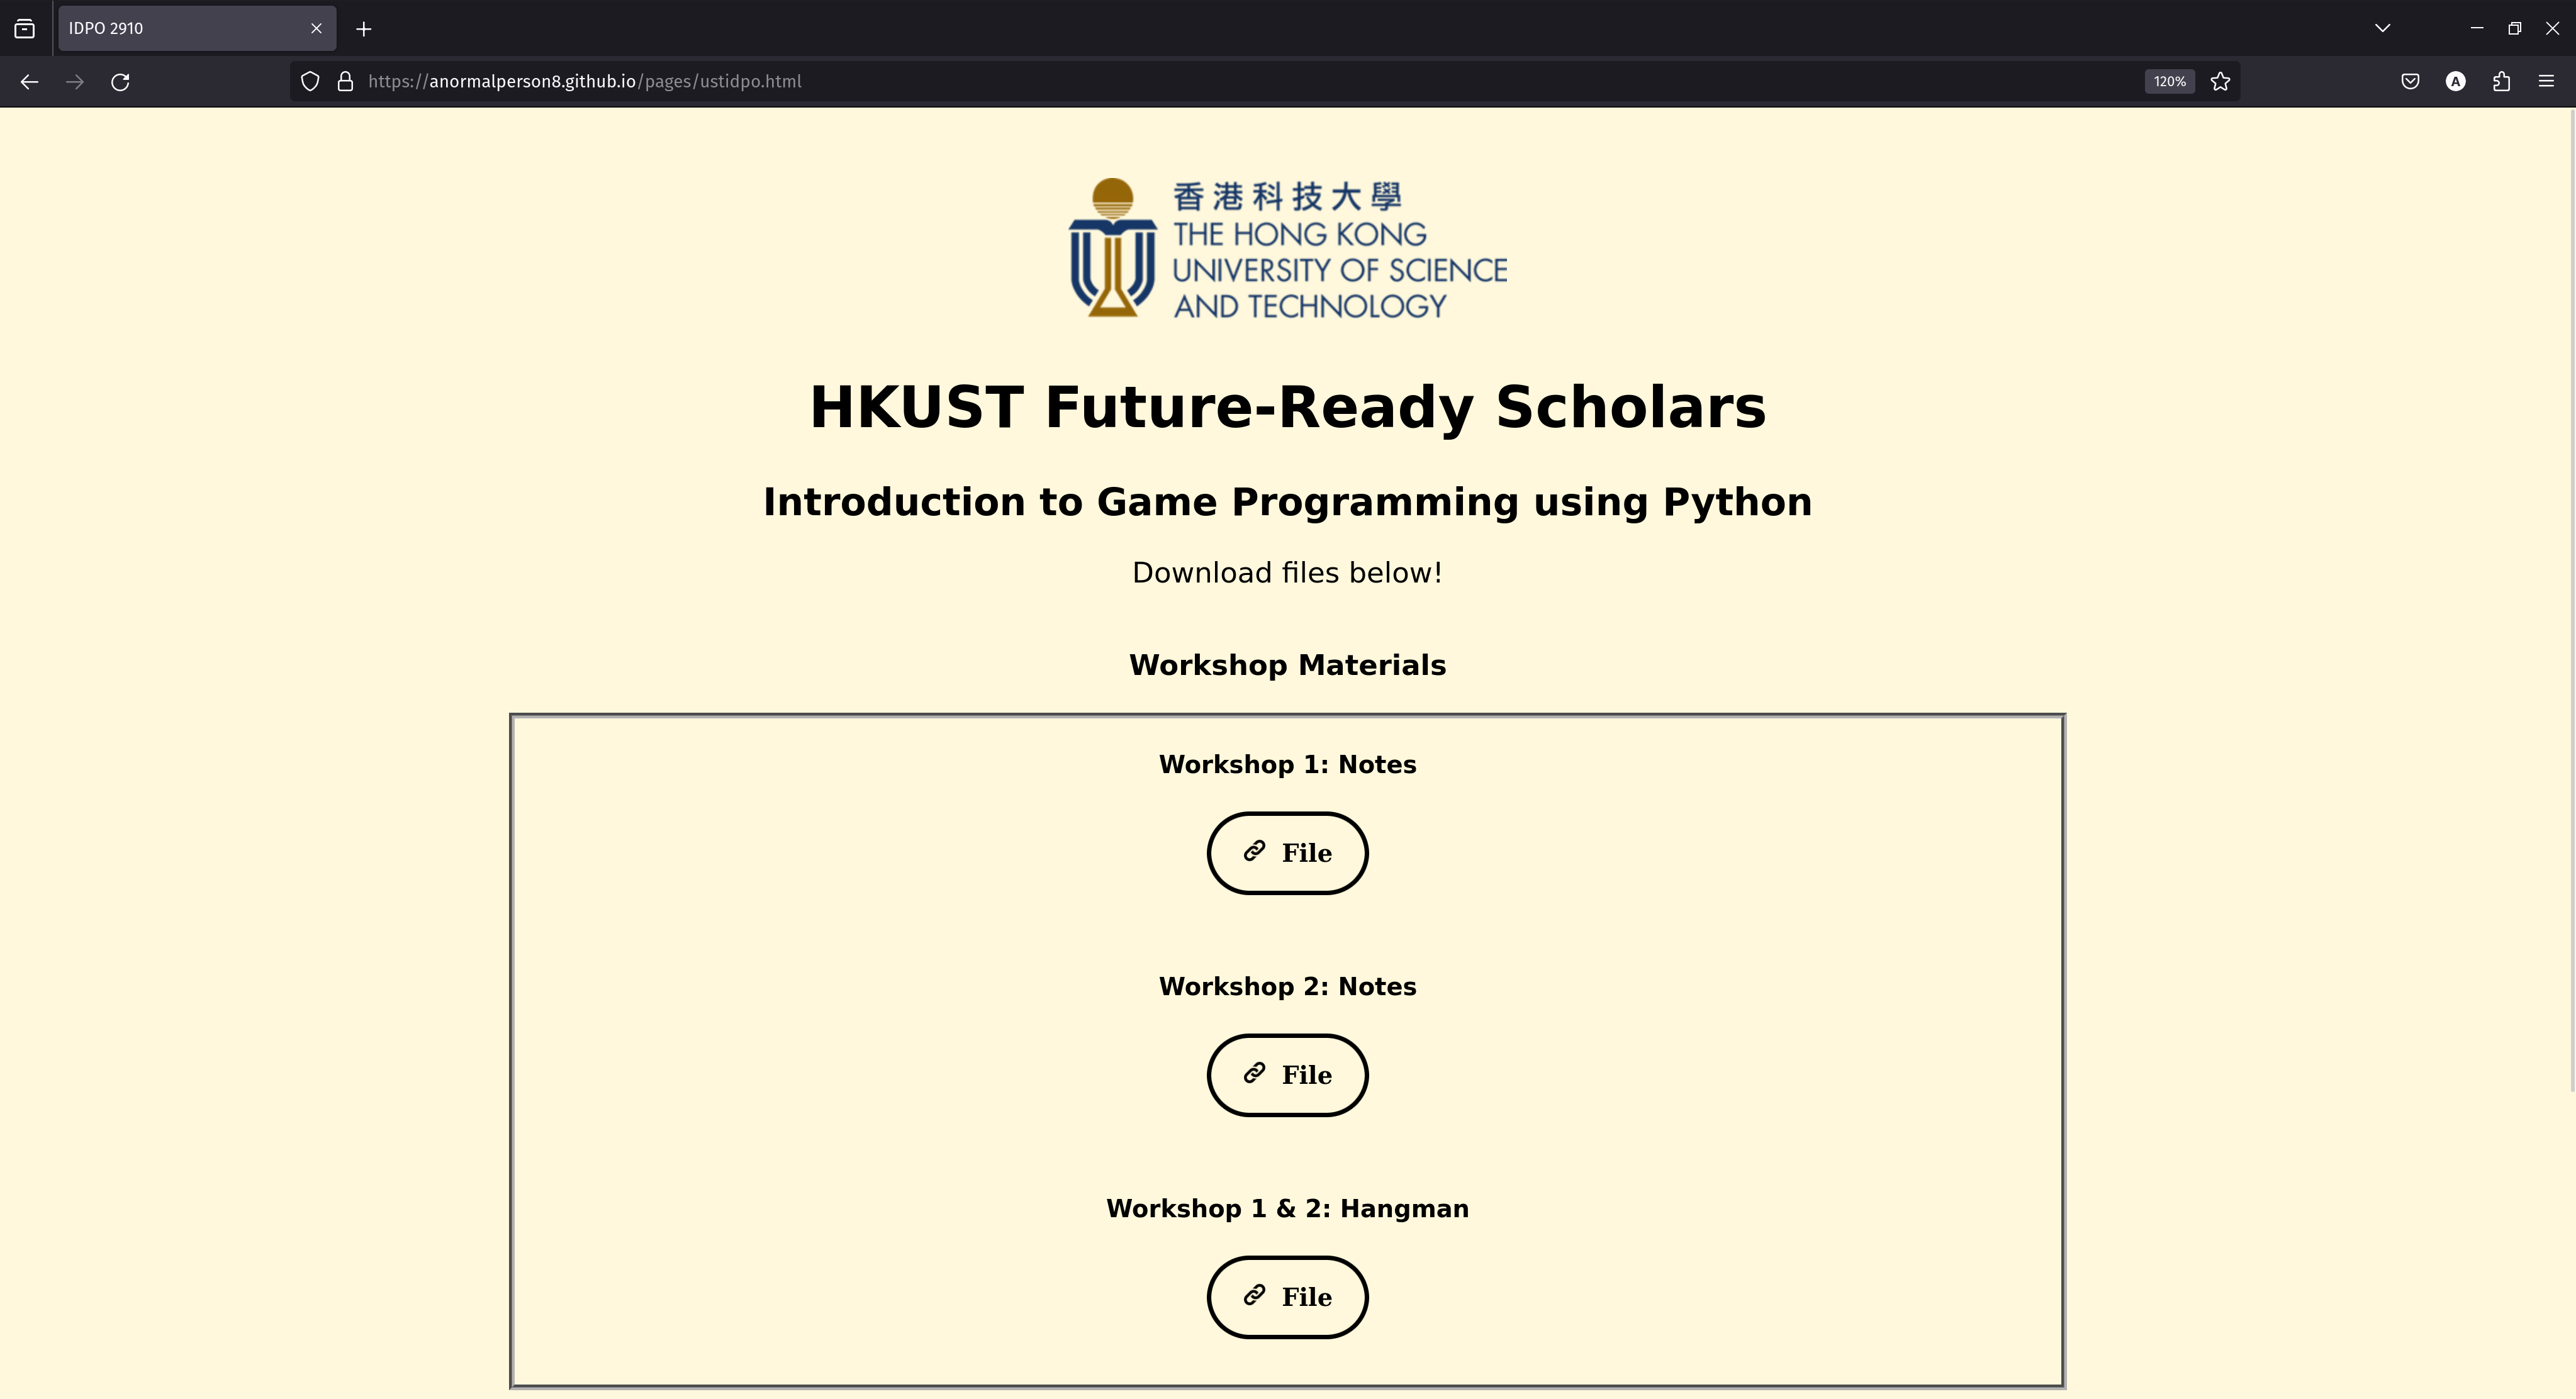 IDPO 2910
https://anormalperson8.github.io/pages/ustidpo.html
120%
A
香港科技大學
THE HONG KONG
UNIVERSITY OF SCIENCE
AND TECHNOLOGY
HKUST Future-Ready Scholars
Introduction to Game Programming using Python
Download files below!
Workshop Materials
Workshop 1: Notes
File
Workshop 2: Notes
File
Workshop 1 & 2: Hangman
File